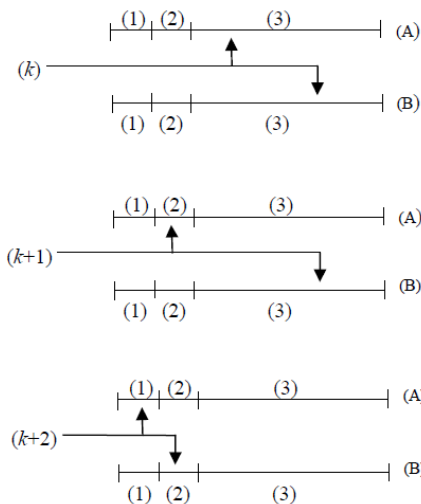 (1) (2) (3) (A)
(k)
(B)
(1) (2) (3)
(1) (2) (3) (A)
(k+1)
(B)
(1) (2) (3)
(1) (2) (3) (A)
(k+2)
(B)
(1) (2) (3)